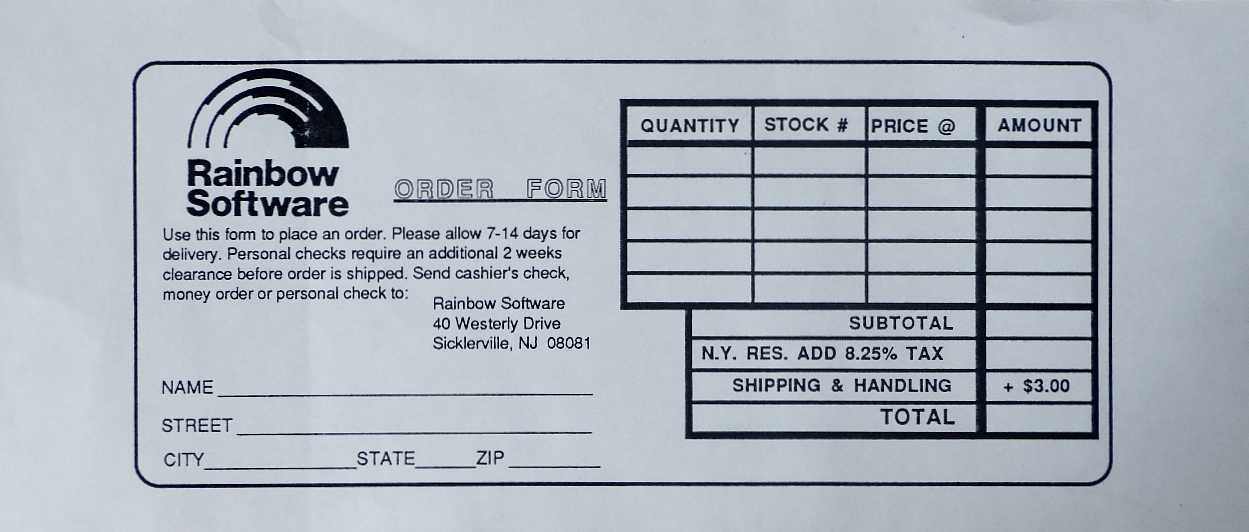 Rainbow
Software
ORDER FORM
Use this form to place an order. Please allow 7-14 days for
delivery. Personal checks require an additional 2 weeks
clearance before order is shipped. Send cashier's check,
money order or personal check to:
Rainbow Software
40 Westerly Drive
Sicklerville, NJ 08081
NAME
STREET
CITY STATE ZIP
QUANTITY STOCK # PRICE @ AMOUNT
SUBTOTAL
N.Y. RES. ADD 8.25% TAX
SHIPPING & HANDLING + $3.00
TOTAL